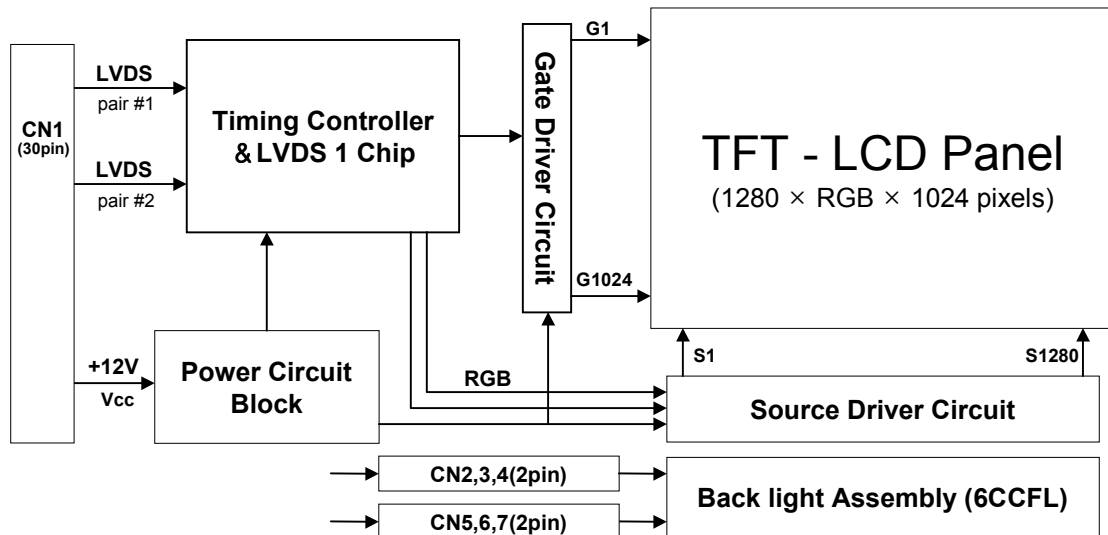 CN1
(30pin)
LVDS
pair #1
LVDS
pair #2
+12V
Vcc
Timing Controller
& LVDS 1 Chip
Power Circuit
Block
RGB
Gate Driver Circuit
G1
G1024
TFT - LCD Panel
(1280 × RGB × 1024 pixels)
S1
S1280
Source Driver Circuit
CN2,3,4(2pin)
CN5,6,7(2pin)
Back light Assembly (6CCFL)